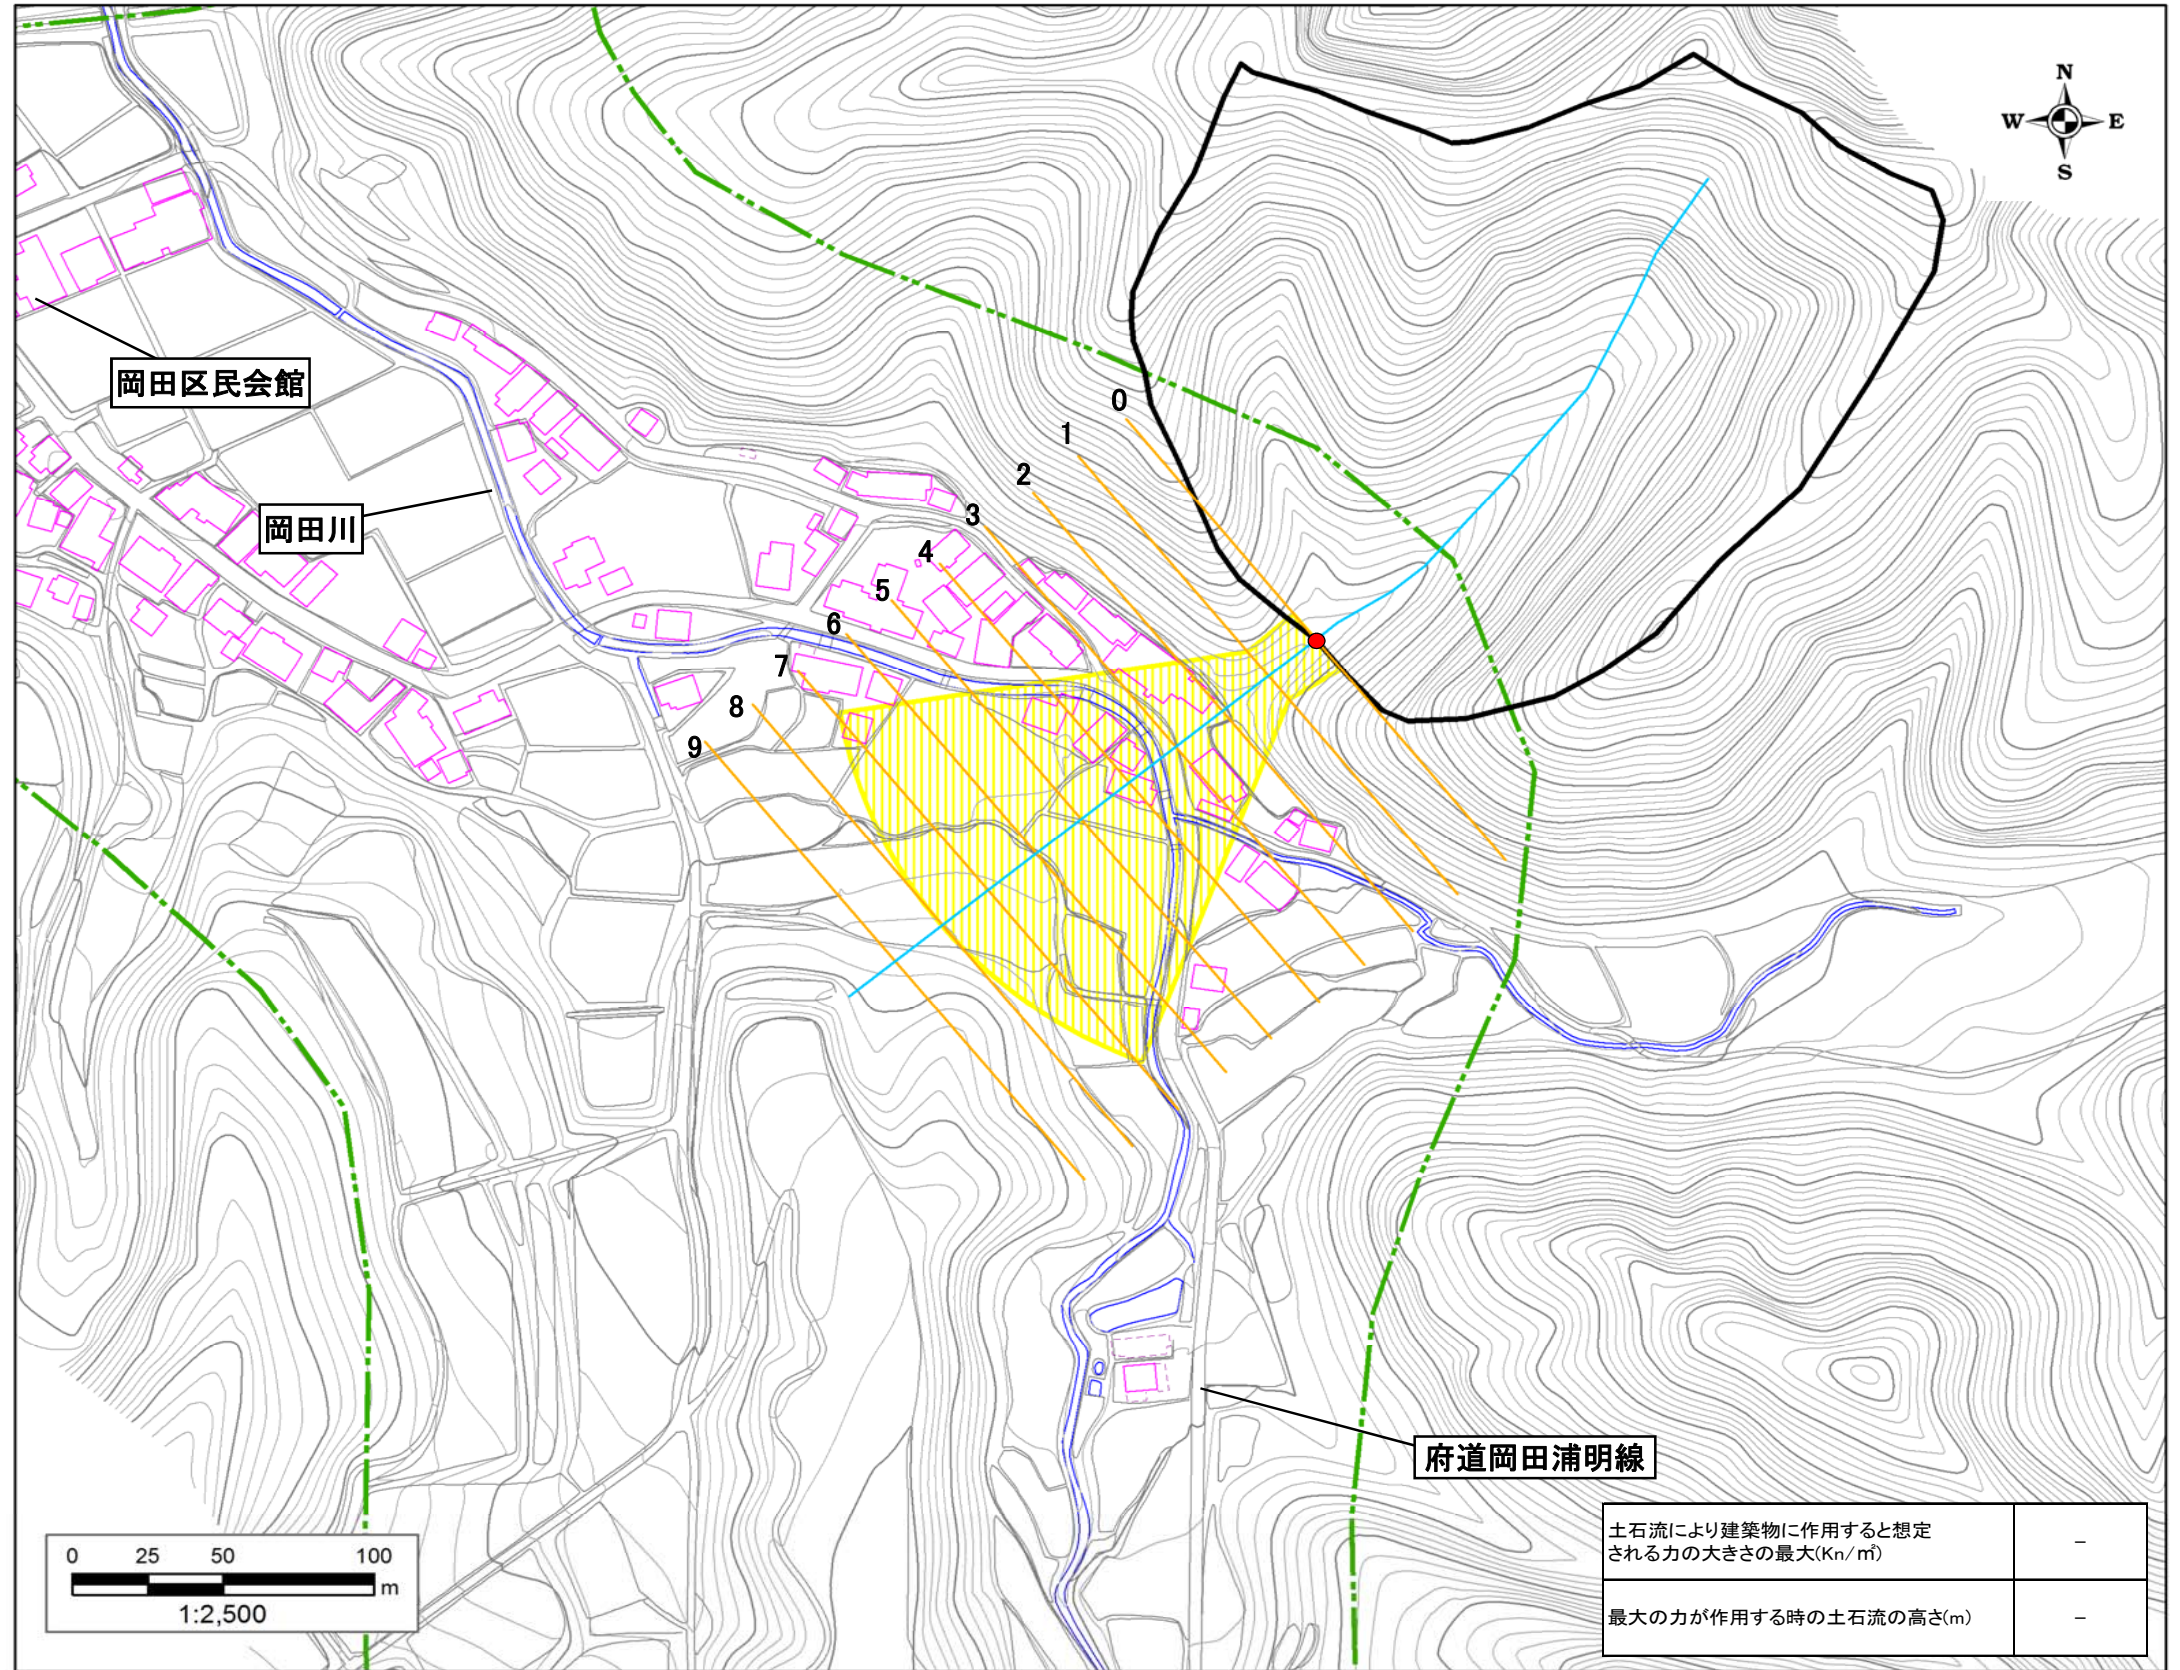 N
W E
S
岡田区民会館
岡田川
0
1
2
3
4
5
6
7
8
9
府道岡田浦明線
0 25 50 100
m
1:2,500
土石流により建築物に作用すると想定
される力の大きさの最大(Kn/㎡)
−
最大の力が作用する時の土石流の高さ(m)
−